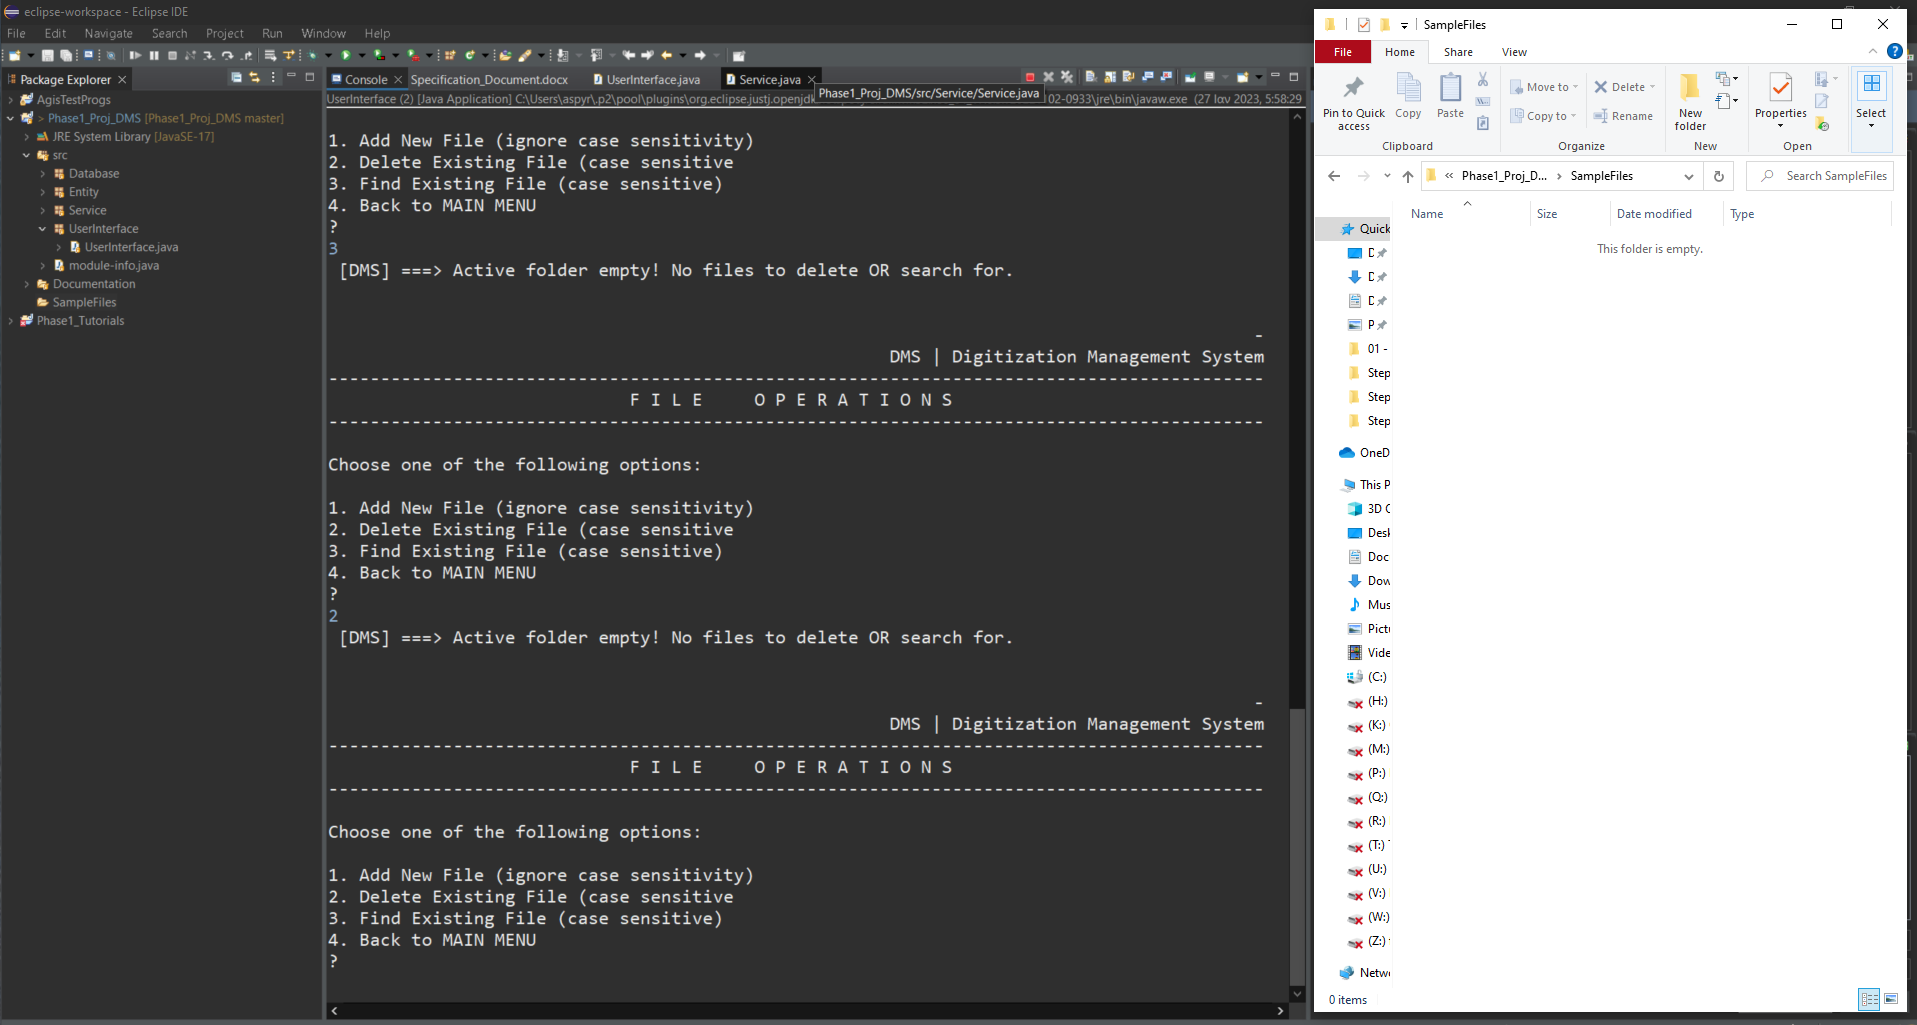 eclipse-workspace - Eclipse IDE
File Edit Navigate Search Project Run Window Help
Package Explorer
AgisTestProgs
> Phase1_Proj_DMS [Phase1_Proj_DMS master]
JRE System Library [JavaSE-17]
src
Database
Entity
Service
UserInterface
UserInterface.java
module-info.java
Documentation
SampleFiles
Phase1_Tutorials
Console Specification_Document.docx UserInterface.java Service.java
Phase1_Proj_DMS/src/Service/Service.java
UserInterface (2) [Java Application] C:\Users\aspyr\.p2\pool\plugins\org.eclipse.justj.openjdk 02-0933\jre\bin\javaw.exe (27 Ιαν 2023, 5:58:29
1. Add New File (ignore case sensitivity)
2. Delete Existing File (case sensitive
3. Find Existing File (case sensitive)
4. Back to MAIN MENU
?
3
[DMS] ===> Active folder empty! No files to delete OR search for.
-
DMS | Digitization Management System
------------------------------------------------------------------------------------------
F I L E   O P E R A T I O N S
------------------------------------------------------------------------------------------
Choose one of the following options:
1. Add New File (ignore case sensitivity)
2. Delete Existing File (case sensitive
3. Find Existing File (case sensitive)
4. Back to MAIN MENU
?
2
[DMS] ===> Active folder empty! No files to delete OR search for.
-
DMS | Digitization Management System
------------------------------------------------------------------------------------------
F I L E   O P E R A T I O N S
------------------------------------------------------------------------------------------
Choose one of the following options:
1. Add New File (ignore case sensitivity)
2. Delete Existing File (case sensitive
3. Find Existing File (case sensitive)
4. Back to MAIN MENU
?
SampleFiles
File Home Share View
Pin to Quick access
Copy
Paste
Clipboard
Move to
Copy to
Delete
Rename
Organize
New folder
New
Properties
Open
Select
« Phase1_Proj_D... > SampleFiles
Search SampleFiles
Name Size Date modified Type
This folder is empty.
Quick
D
D
D
P
01 -
Step
Step
Step
OneD
This P
3D O
Desk
Doc
Dow
Mus
Pictu
Vide
(C:)
(H:)
(K:)
(M:)
(P:)
(Q:)
(R:)
(T:)
(U:)
(V:)
(W:)
(Z:)
Netw
0 items